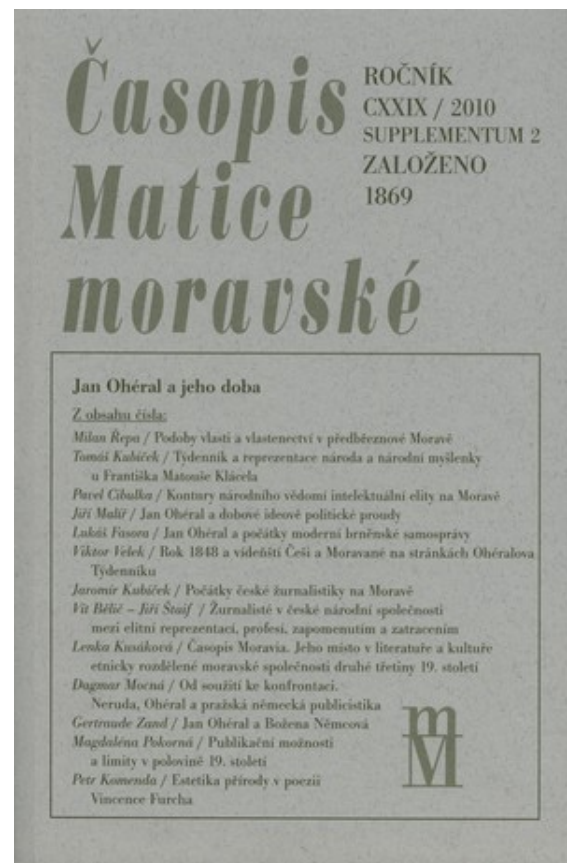 Časopis
Matice
moravské
ROČNÍK
CXXIX / 2010
SUPPLEMENTUM 2
ZALOŽENO
1869
Jan Ohéral a jeho doba
Z obsahu čísla:
Milan Řepa / Podoby vlasti a vlastenectví v předbřeznové Moravě
Tomáš Kubíček / Týdenník a reprezentace národa a národní myšlenky
u Františka Matouše Klácela
Pavel Cibulka / Kontury národního vědomí intelektuální elity na Moravě
Jiří Malíř / Jan Ohéral a dobové ideově politické proudy
Lukáš Fasora / Jan Ohéral a počátky moderní brněnské samosprávy
Viktor Velek / Rok 1848 a vídeňští Češi a Moravané na stránkách Ohéralova
Týdenníku
Jaromír Kubíček / Počátky české žurnalistiky na Moravě
Vít Bělič – Jiří Štaif / Žurnalisté v české národní společnosti
mezi elitní reprezentací, profesí, zapomenutím a zatracením
Lenka Kusáková / Časopis Moravia. Jeho místo v literatuře a kultuře
etnicky rozdělené moravské společnosti druhé třetiny 19. století
Dagmar Mocná / Od soužití ke konfrontaci.
Neruda, Ohéral a pražská německá publicistika
Gertraude Zand / Jan Ohéral a Božena Němcová
Magdaléna Pokorná / Publikační možnosti
a limity v polovině 19. století
Petr Komenda / Estetika přírody v poezii
Vincence Furcha
mM